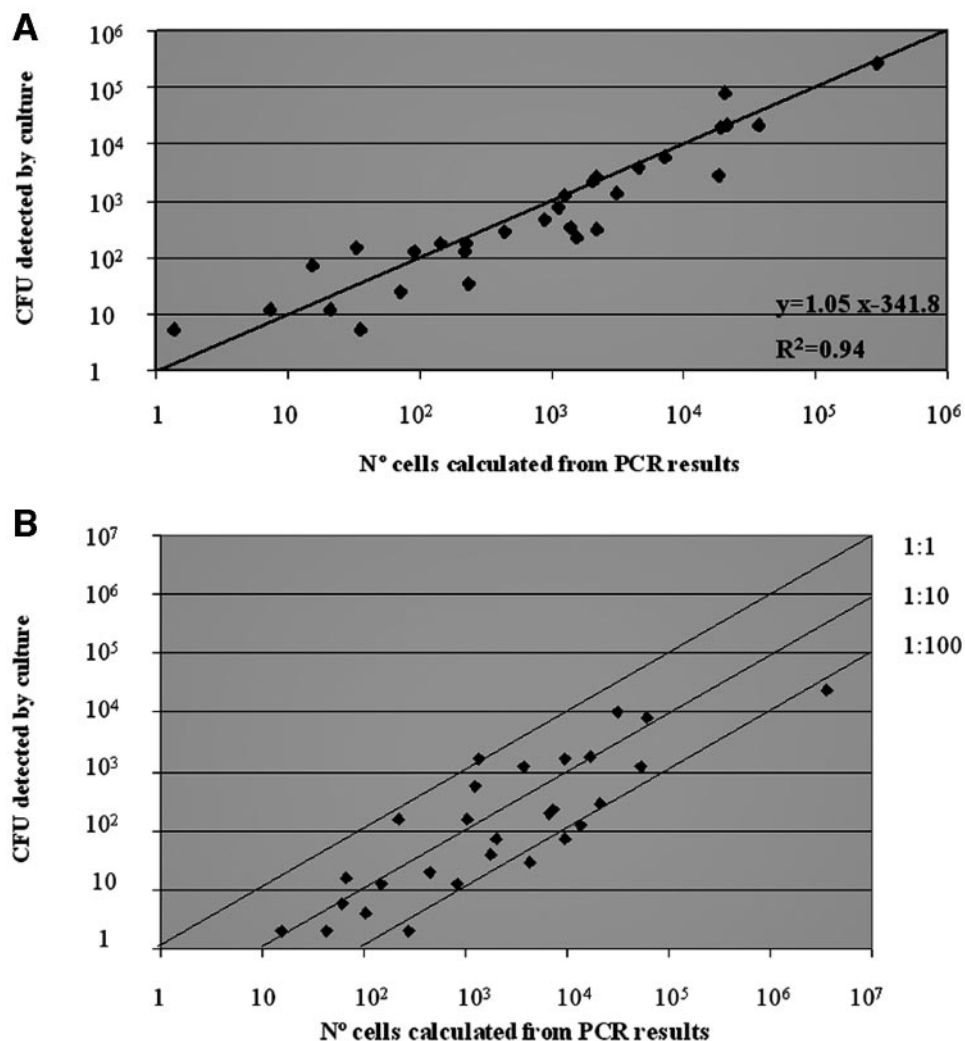 A
10⁶
10⁵
10⁴
10³
10²
10
1
CFU detected by culture
y=1.05 x-341.8
R²=0.94
1 10 10² 10³ 10⁴ 10⁵ 10⁶
Nº cells calculated from PCR results
B
10⁷
10⁶
10⁵
10⁴
10³
10²
10
1
CFU detected by culture
1:1
1:10
1:100
1 10 10² 10³ 10⁴ 10⁵ 10⁶ 10⁷
Nº cells calculated from PCR results